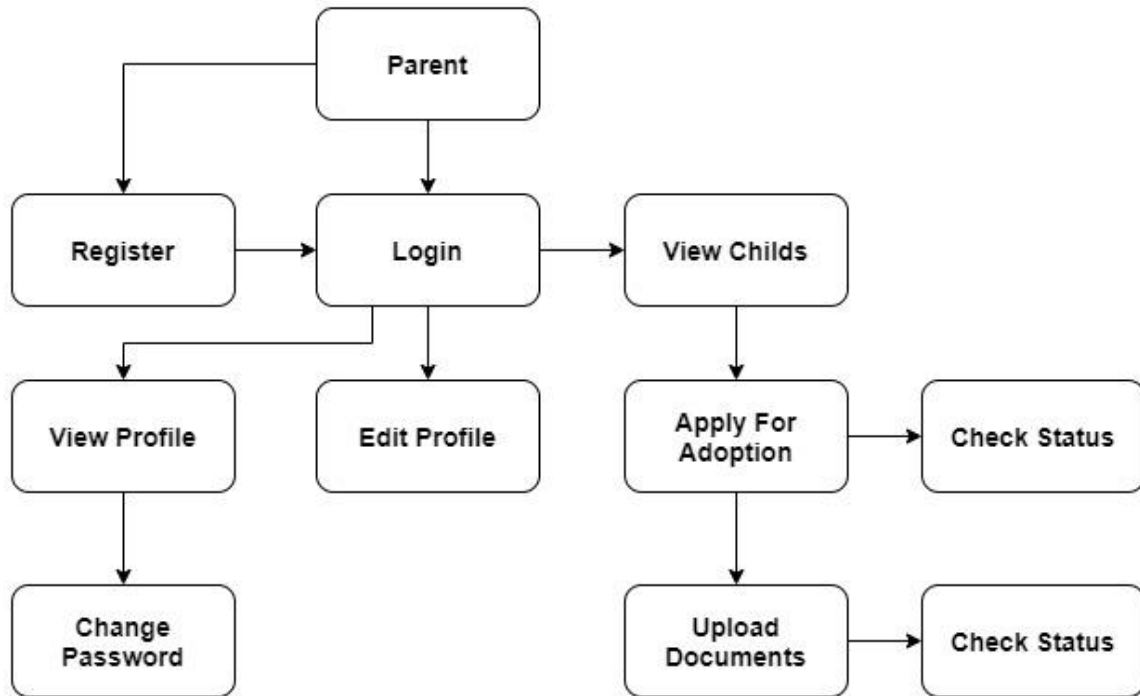 Parent
Register
Login
View Childs
View Profile
Edit Profile
Apply For
Adoption
Check Status
Change
Password
Upload
Documents
Check Status